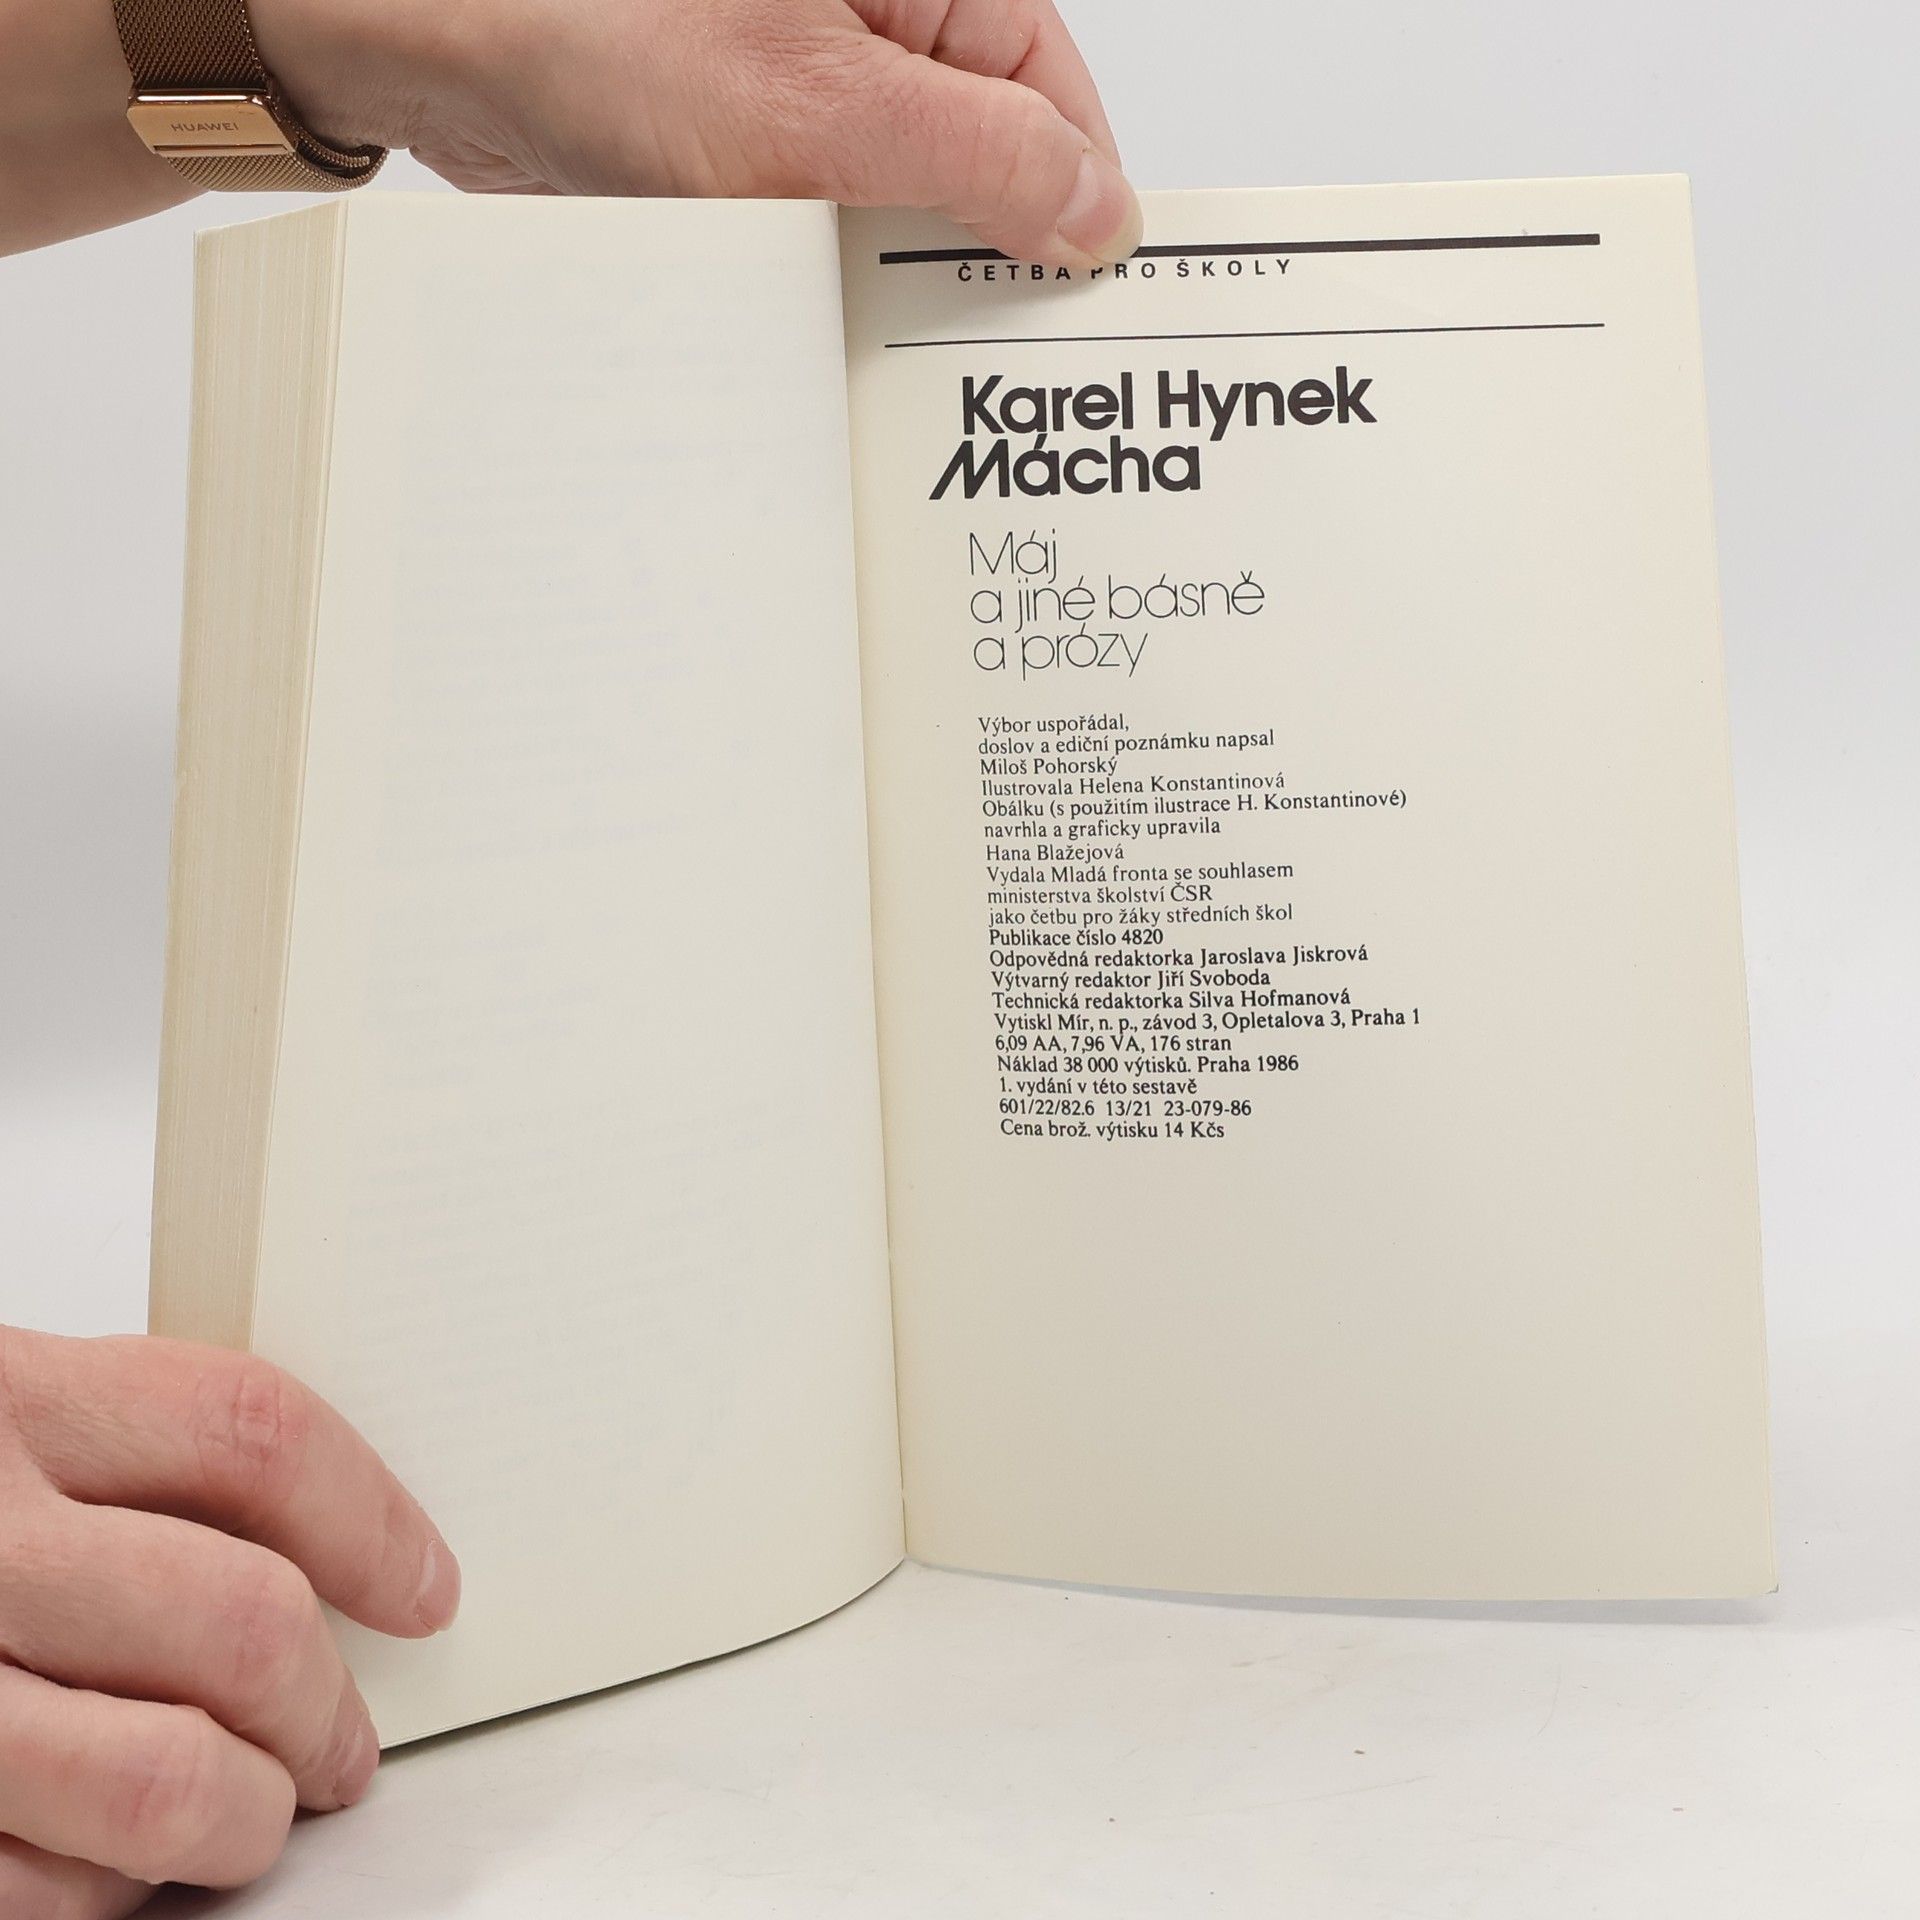 HUAWEI
ČETBA PRO ŠKOLY
Karel Hynek
Mácha
Máj
a jiné básně
a prózy
Výbor uspořádal,
doslov a ediční poznámku napsal
Miloš Pohorský
Ilustrovala Helena Konstantinová
Obálku (s použitím ilustrace H. Konstantinové)
navrhla a graficky upravila
Hana Blažejová
Vydala Mladá fronta se souhlasem
ministerstva školství ČSR
jako četbu pro žáky středních škol
Publikace číslo 4820
Odpovědná redaktorka Jaroslava Jiskrová
Výtvarný redaktor Jiří Svoboda
Technická redaktorka Silva Hofmanová
Vytiskl Mír, n. p., závod 3, Opletalova 3, Praha 1
6,09 AA, 7,96 VA, 176 stran
Náklad 38 000 výtisků. Praha 1986
1. vydání v této sestavě
601/22/82.6 13/21 23-079-86
Cena brož. výtisku 14 Kčs